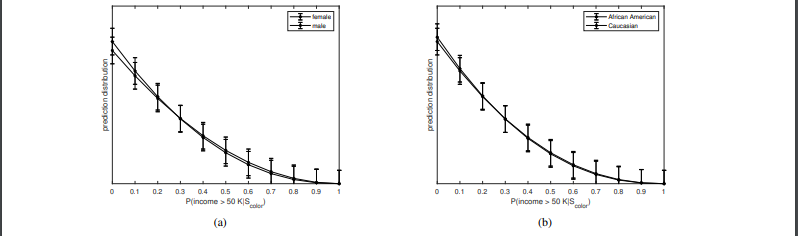 female
male
prediction distribution
0 0.1 0.2 0.3 0.4 0.5 0.6 0.7 0.8 0.9 1
P(income > 50 K|S_color)
(a)
African American
Caucasian
prediction distribution
0 0.1 0.2 0.3 0.4 0.5 0.6 0.7 0.8 0.9 1
P(income > 50 K|S_color)
(b)